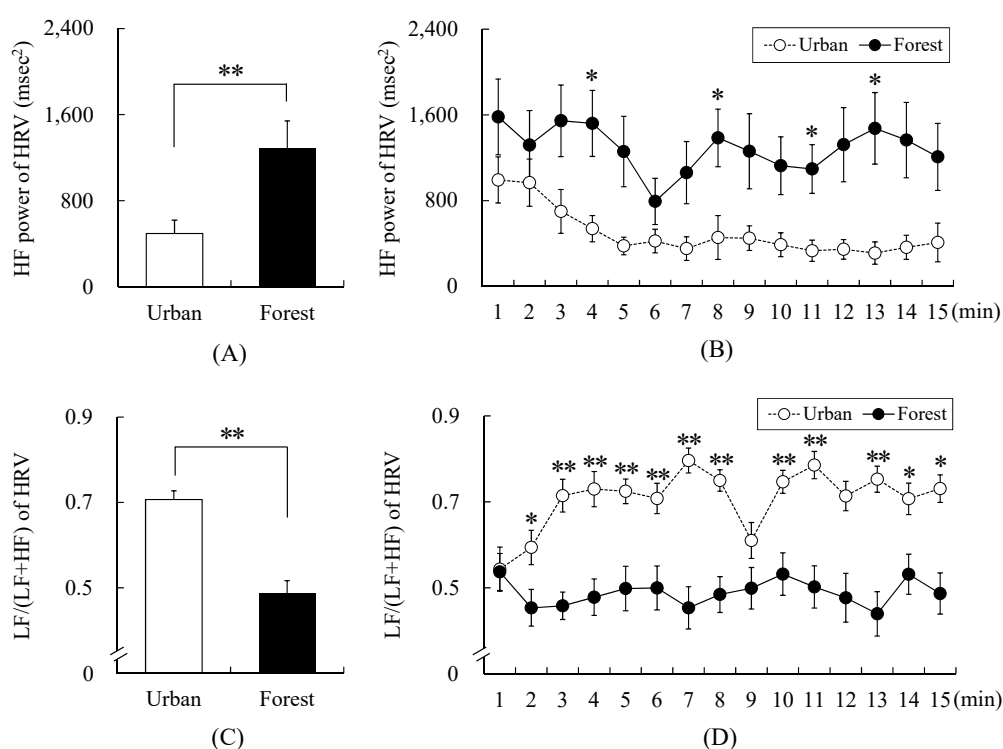 2,400
1,600
800
0
HF power of HRV (msec²)
**
Urban
Forest
(A)
2,400
1,600
800
0
HF power of HRV (msec²)
Urban
Forest
*
*
*
*
1 2 3 4 5 6 7 8 9 10 11 12 13 14 15 (min)
(B)
0.9
0.7
0.5
0
LF/(LF+HF) of HRV
**
Urban
Forest
(C)
0.9
0.7
0.5
0
LF/(LF+HF) of HRV
Urban
Forest
*
**
**
**
**
**
**
**
**
**
*
*
1 2 3 4 5 6 7 8 9 10 11 12 13 14 15 (min)
(D)